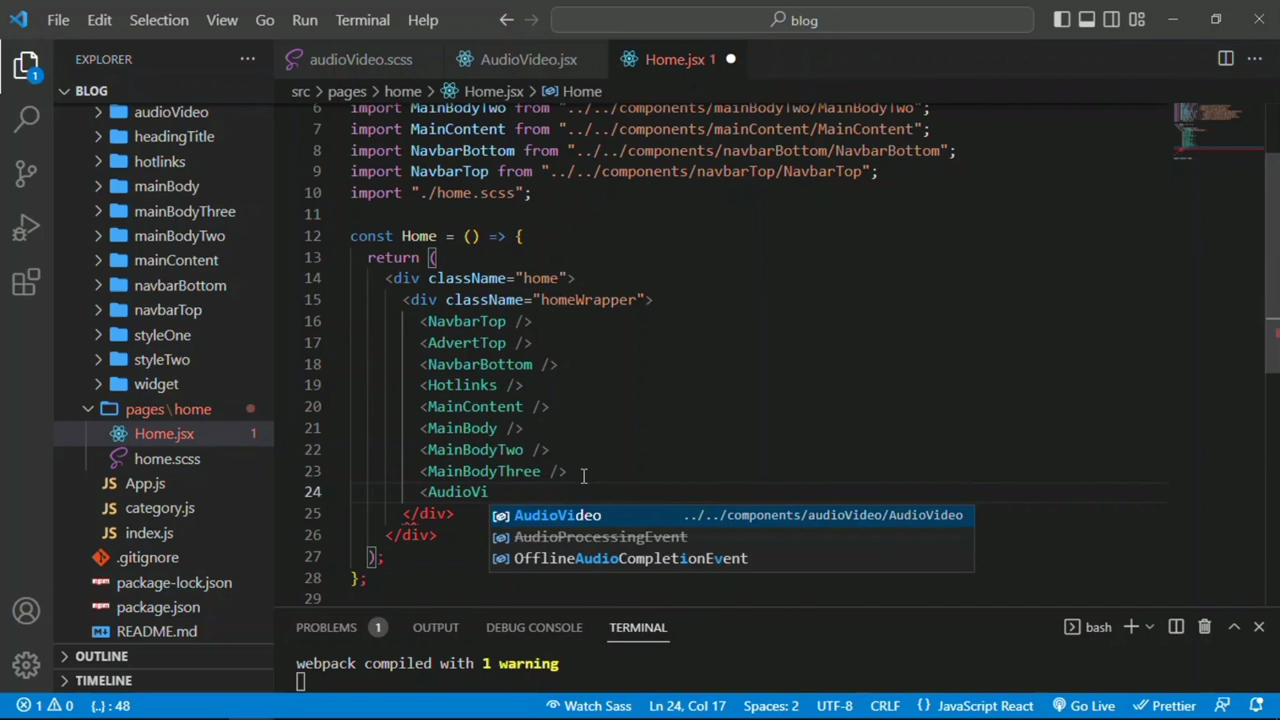 File Edit Selection View Go Run Terminal Help blog
EXPLORER
audioVideo.scss AudioVideo.jsx Home.jsx 1
BLOG
src > pages > home > Home.jsx > Home
audioVideo
headingTitle
hotlinks
mainBody
mainBodyThree
mainBodyTwo
mainContent
navbarBottom
navbarTop
styleOne
styleTwo
widget
pages\home
Home.jsx 1
home.scss
App.js
category.js
index.js
.gitignore
package-lock.json
package.json
README.md
OUTLINE
TIMELINE
6 import MainBodyTwo from "../../components/mainBodyTwo/MainBodyTwo";
7 import MainContent from "../../components/mainContent/MainContent";
8 import NavbarBottom from "../../components/navbarBottom/NavbarBottom";
9 import NavbarTop from "../../components/navbarTop/NavbarTop";
10 import "./home.scss";
11
12 const Home = () => {
13 return (
14 <div className="home">
15 <div className="homeWrapper">
16 <NavbarTop />
17 <AdvertTop />
18 <NavbarBottom />
19 <Hotlinks />
20 <MainContent />
21 <MainBody />
22 <MainBodyTwo />
23 <MainBodyThree />
24 <AudioVi
25 </div>
26 </div>
27 );
28 };
29
AudioVideo ../../components/audioVideo/AudioVideo
AudioProcessingEvent
OfflineAudioCompletionEvent
PROBLEMS 1 OUTPUT DEBUG CONSOLE TERMINAL bash
webpack compiled with 1 warning
1 0 {..} : 48 Watch Sass Ln 24, Col 17 Spaces: 2 UTF-8 CRLF {} JavaScript React Go Live Prettier